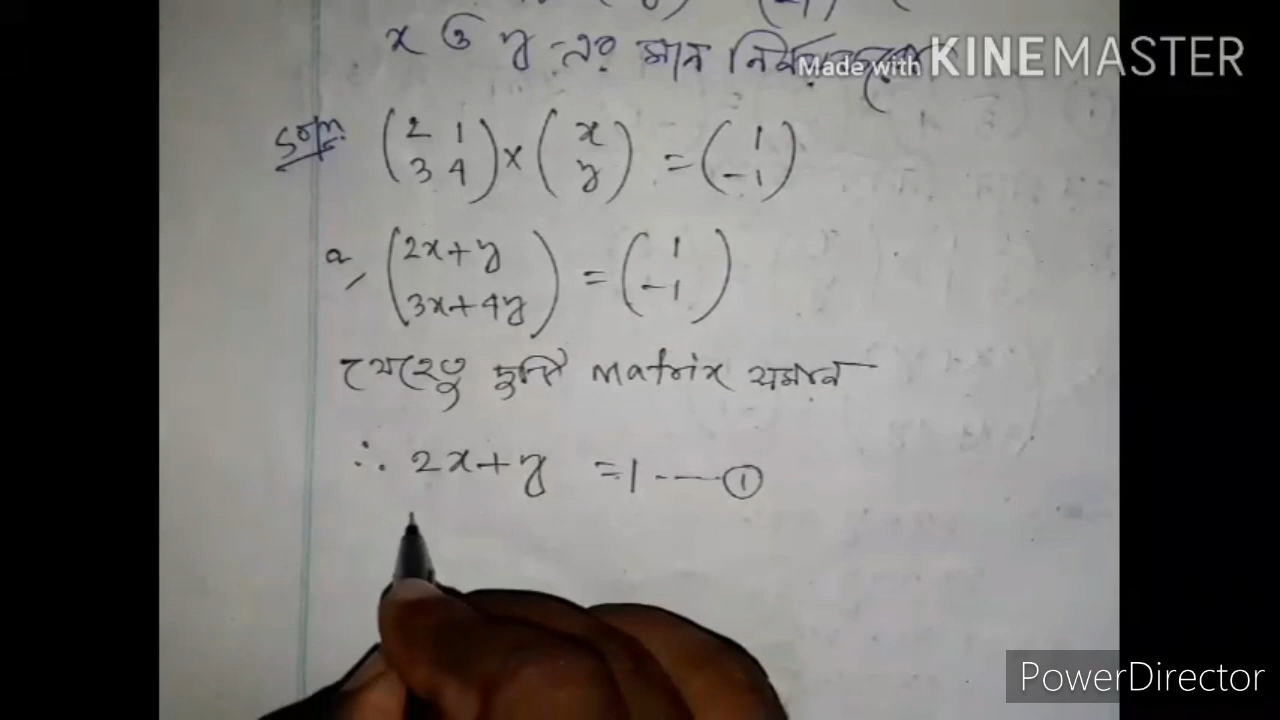 x ও y -এর মান নির্ণয় করো
Made with KINEMASTER
Soln. (2 1 3 4) × (x y) = (1 -1)
বা, (2x+y 3x+4y) = (1 -1)
যেহেতু দুটি matrix সমান
∴ 2x+y =1 --- ①
PowerDirector